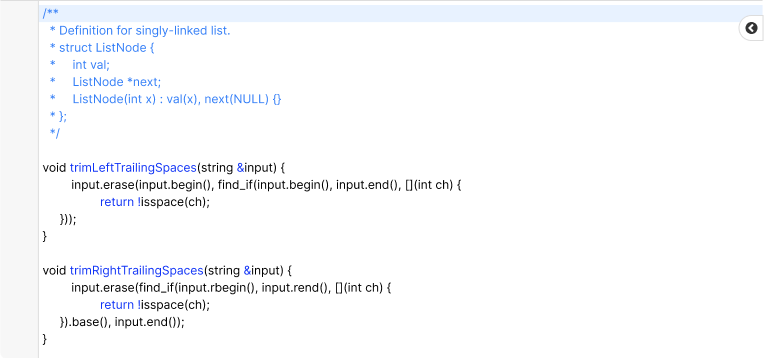 /**
 * Definition for singly-linked list.
 * struct ListNode {
 *     int val;
 *     ListNode *next;
 *     ListNode(int x) : val(x), next(NULL) {}
 * };
 */

void trimLeftTrailingSpaces(string &input) {
        input.erase(input.begin(), find_if(input.begin(), input.end(), [](int ch) {
                return !isspace(ch);
     }));
}

void trimRightTrailingSpaces(string &input) {
        input.erase(find_if(input.rbegin(), input.rend(), [](int ch) {
                return !isspace(ch);
     }).base(), input.end());
}